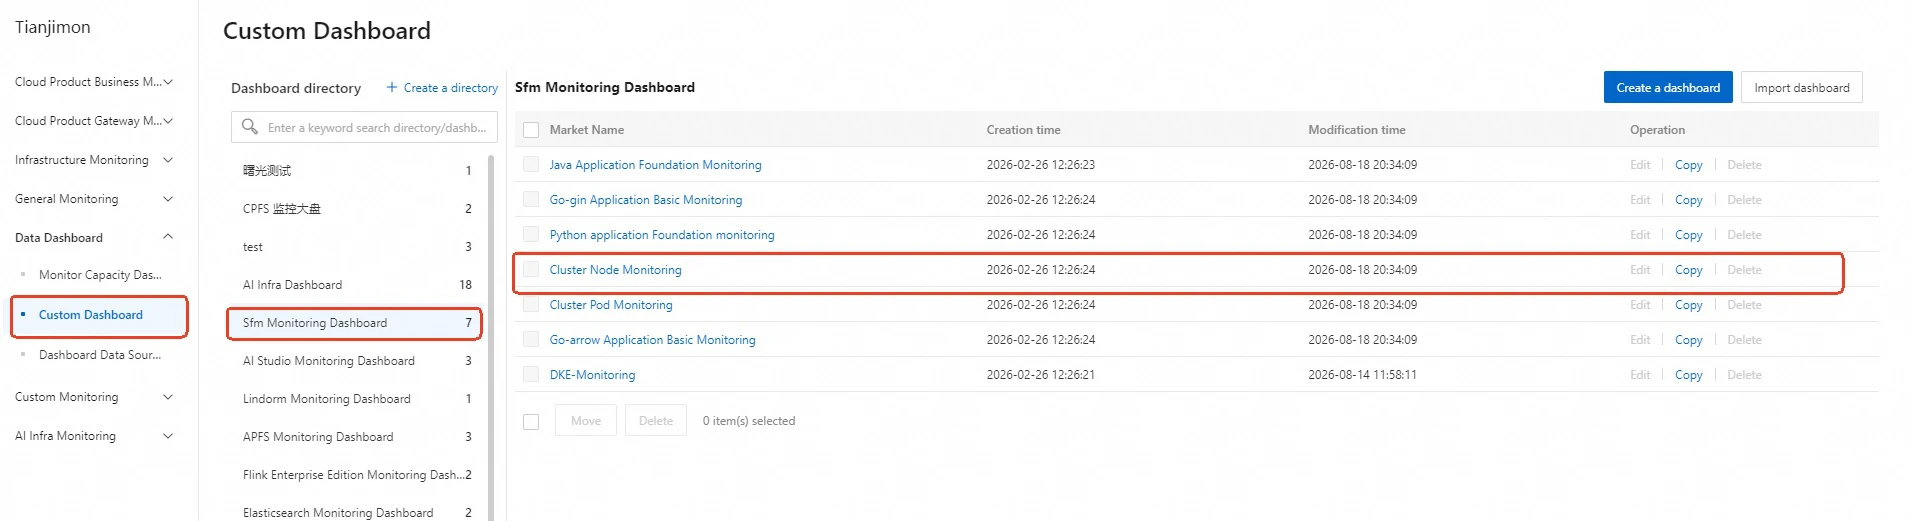 Tianjimon
Cloud Product Business M...
Cloud Product Gateway M...
Infrastructure Monitoring
General Monitoring
Data Dashboard
Monitor Capacity Das...
Custom Dashboard
Dashboard Data Sour...
Custom Monitoring
AI Infra Monitoring
Custom Dashboard
Dashboard directory
+ Create a directory
Enter a keyword search directory/dashb...
曙光测试 1
CPFS 监控大盘 2
test 3
AI Infra Dashboard 18
Sfm Monitoring Dashboard 7
AI Studio Monitoring Dashboard 3
Lindorm Monitoring Dashboard 1
APFS Monitoring Dashboard 3
Flink Enterprise Edition Monitoring Dash...2
Elasticsearch Monitoring Dashboard 2
Sfm Monitoring Dashboard
Create a dashboard
Import dashboard
Market Name Creation time Modification time Operation
Java Application Foundation Monitoring 2026-02-26 12:26:23 2026-08-18 20:34:09 Edit Copy Delete
Go-gin Application Basic Monitoring 2026-02-26 12:26:24 2026-08-18 20:34:09 Edit Copy Delete
Python application Foundation monitoring 2026-02-26 12:26:24 2026-08-18 20:34:09 Edit Copy Delete
Cluster Node Monitoring 2026-02-26 12:26:24 2026-08-18 20:34:09 Edit Copy Delete
Cluster Pod Monitoring 2026-02-26 12:26:24 2026-08-18 20:34:09 Edit Copy Delete
Go-arrow Application Basic Monitoring 2026-02-26 12:26:24 2026-08-18 20:34:09 Edit Copy Delete
DKE-Monitoring 2026-02-26 12:26:21 2026-08-14 11:58:11 Edit Copy Delete
Move Delete 0 item(s) selected